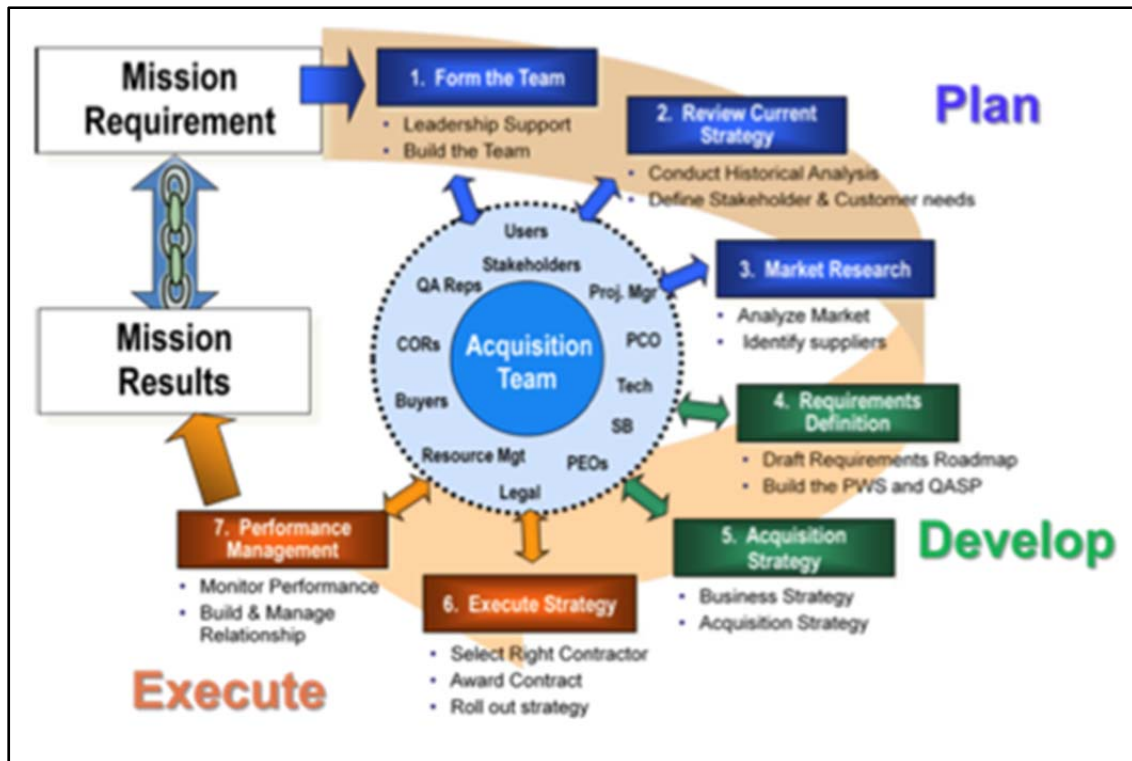 Mission
Requirement
1. Form the Team
• Leadership Support
• Build the Team
2. Review Current
Strategy
• Conduct Historical Analysis
• Define Stakeholder & Customer needs
Plan
3. Market Research
• Analyze Market
• Identify suppliers
4. Requirements
Definition
• Draft Requirements Roadmap
• Build the PWS and QASP
5. Acquisition
Strategy
• Business Strategy
• Acquisition Strategy
Develop
6. Execute Strategy
• Select Right Contractor
• Award Contract
• Roll out strategy
7. Performance
Management
• Monitor Performance
• Build & Manage
Relationship
Execute
Mission
Results
Acquisition
Team
Users
Stakeholders
Proj. Mgr
PCO
Tech
SB
PEOs
Legal
Resource Mgt
Buyers
CORs
QA Reps